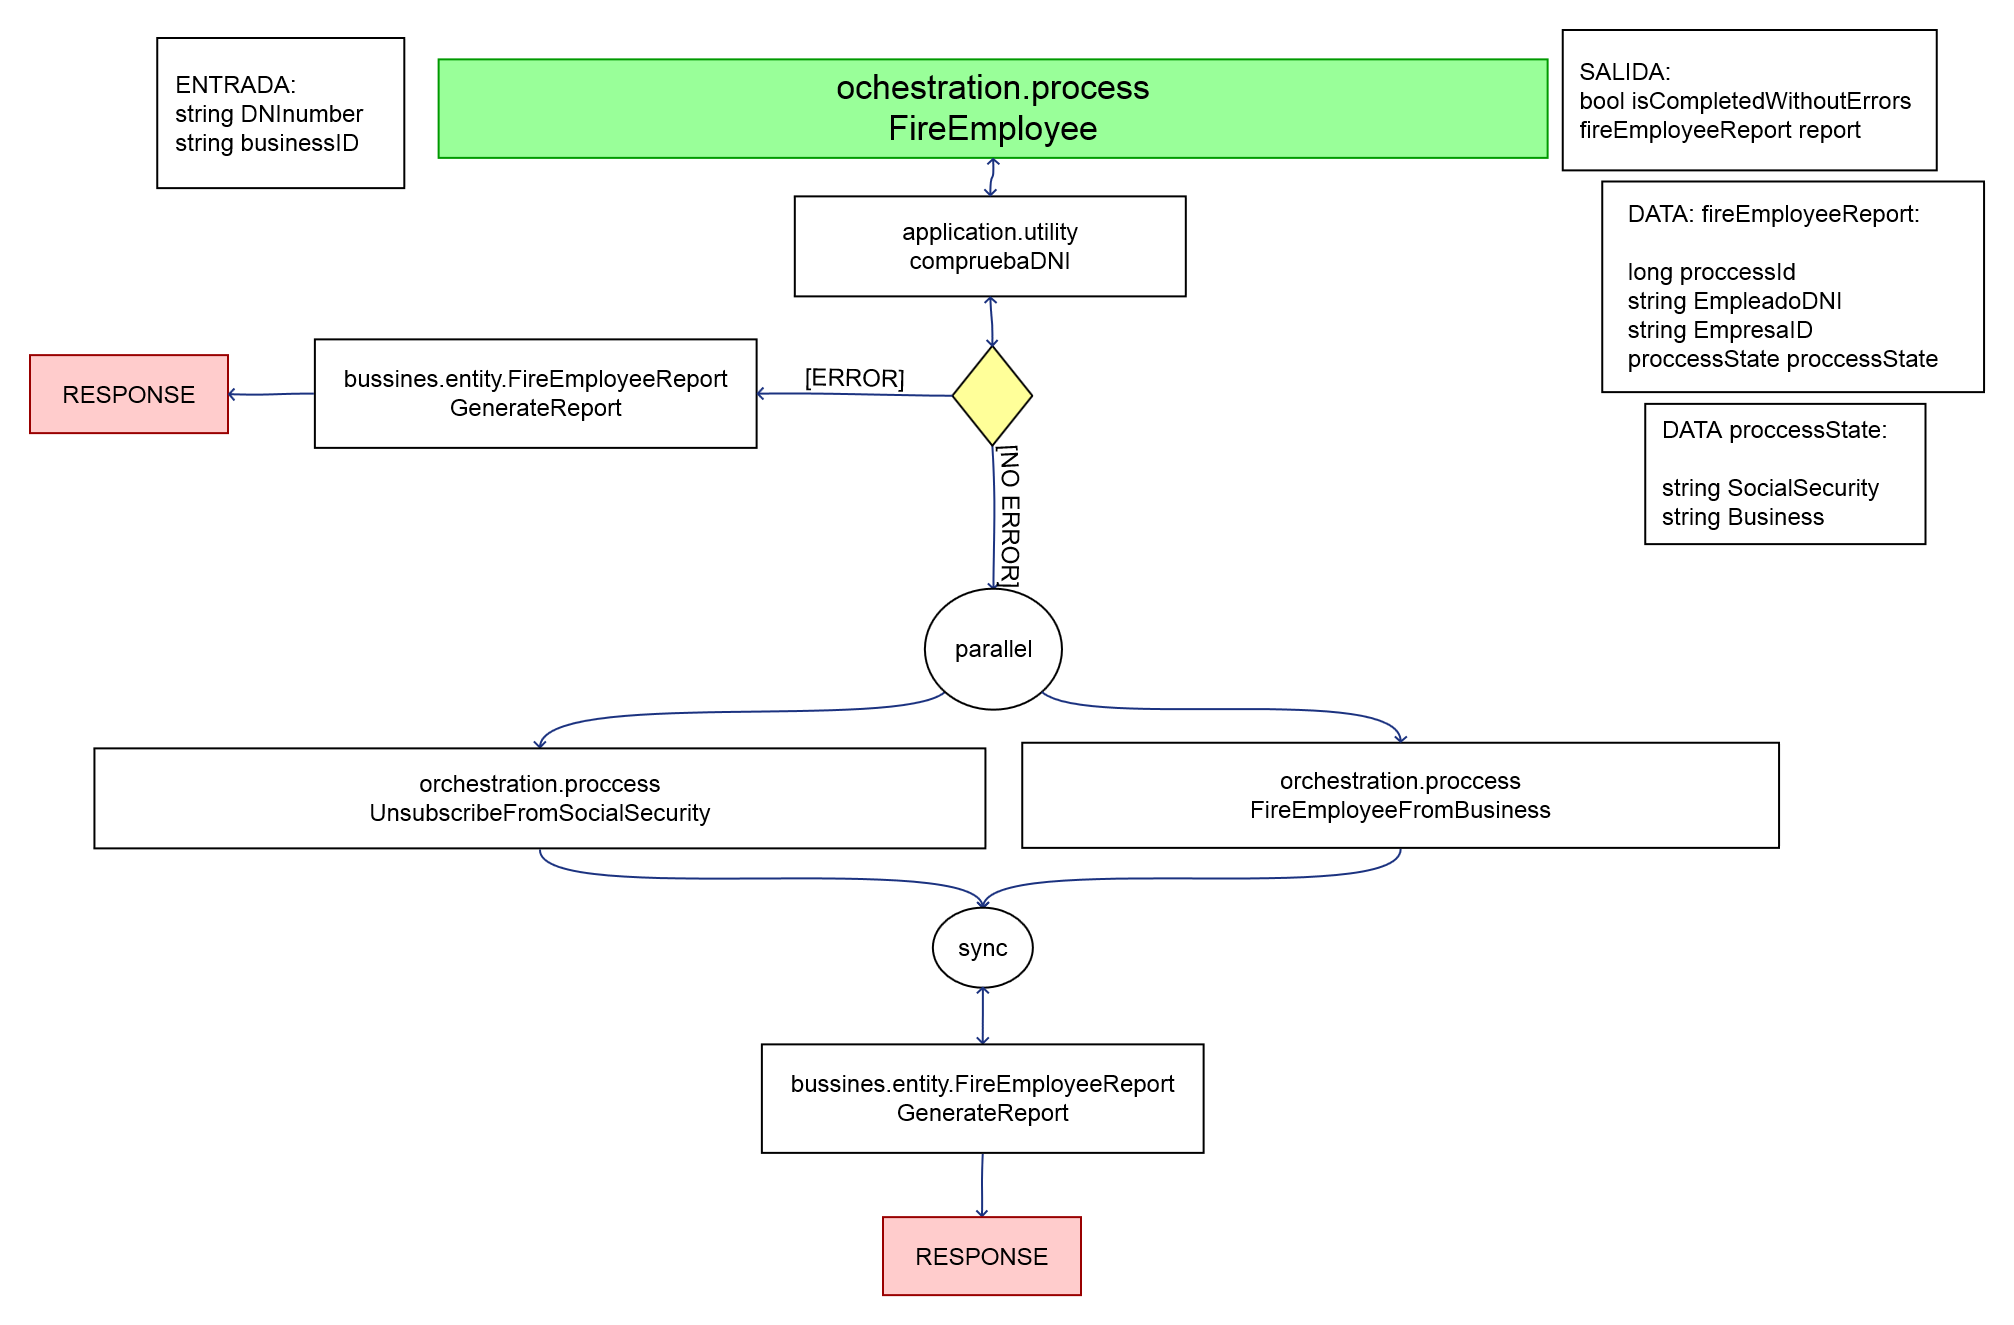 ENTRADA:
string DNInumber
string businessID
ochestration.process
FireEmployee
SALIDA:
bool isCompletedWithoutErrors
fireEmployeeReport report
DATA: fireEmployeeReport:
long proccessId
string EmpleadoDNI
string EmpresaID
proccessState proccessState
DATA proccessState:
string SocialSecurity
string Business
application.utility
compruebaDNI
[ERROR]
bussines.entity.FireEmployeeReport
GenerateReport
RESPONSE
[NO ERROR]
parallel
orchestration.proccess
UnsubscribeFromSocialSecurity
orchestration.proccess
FireEmployeeFromBusiness
sync
bussines.entity.FireEmployeeReport
GenerateReport
RESPONSE